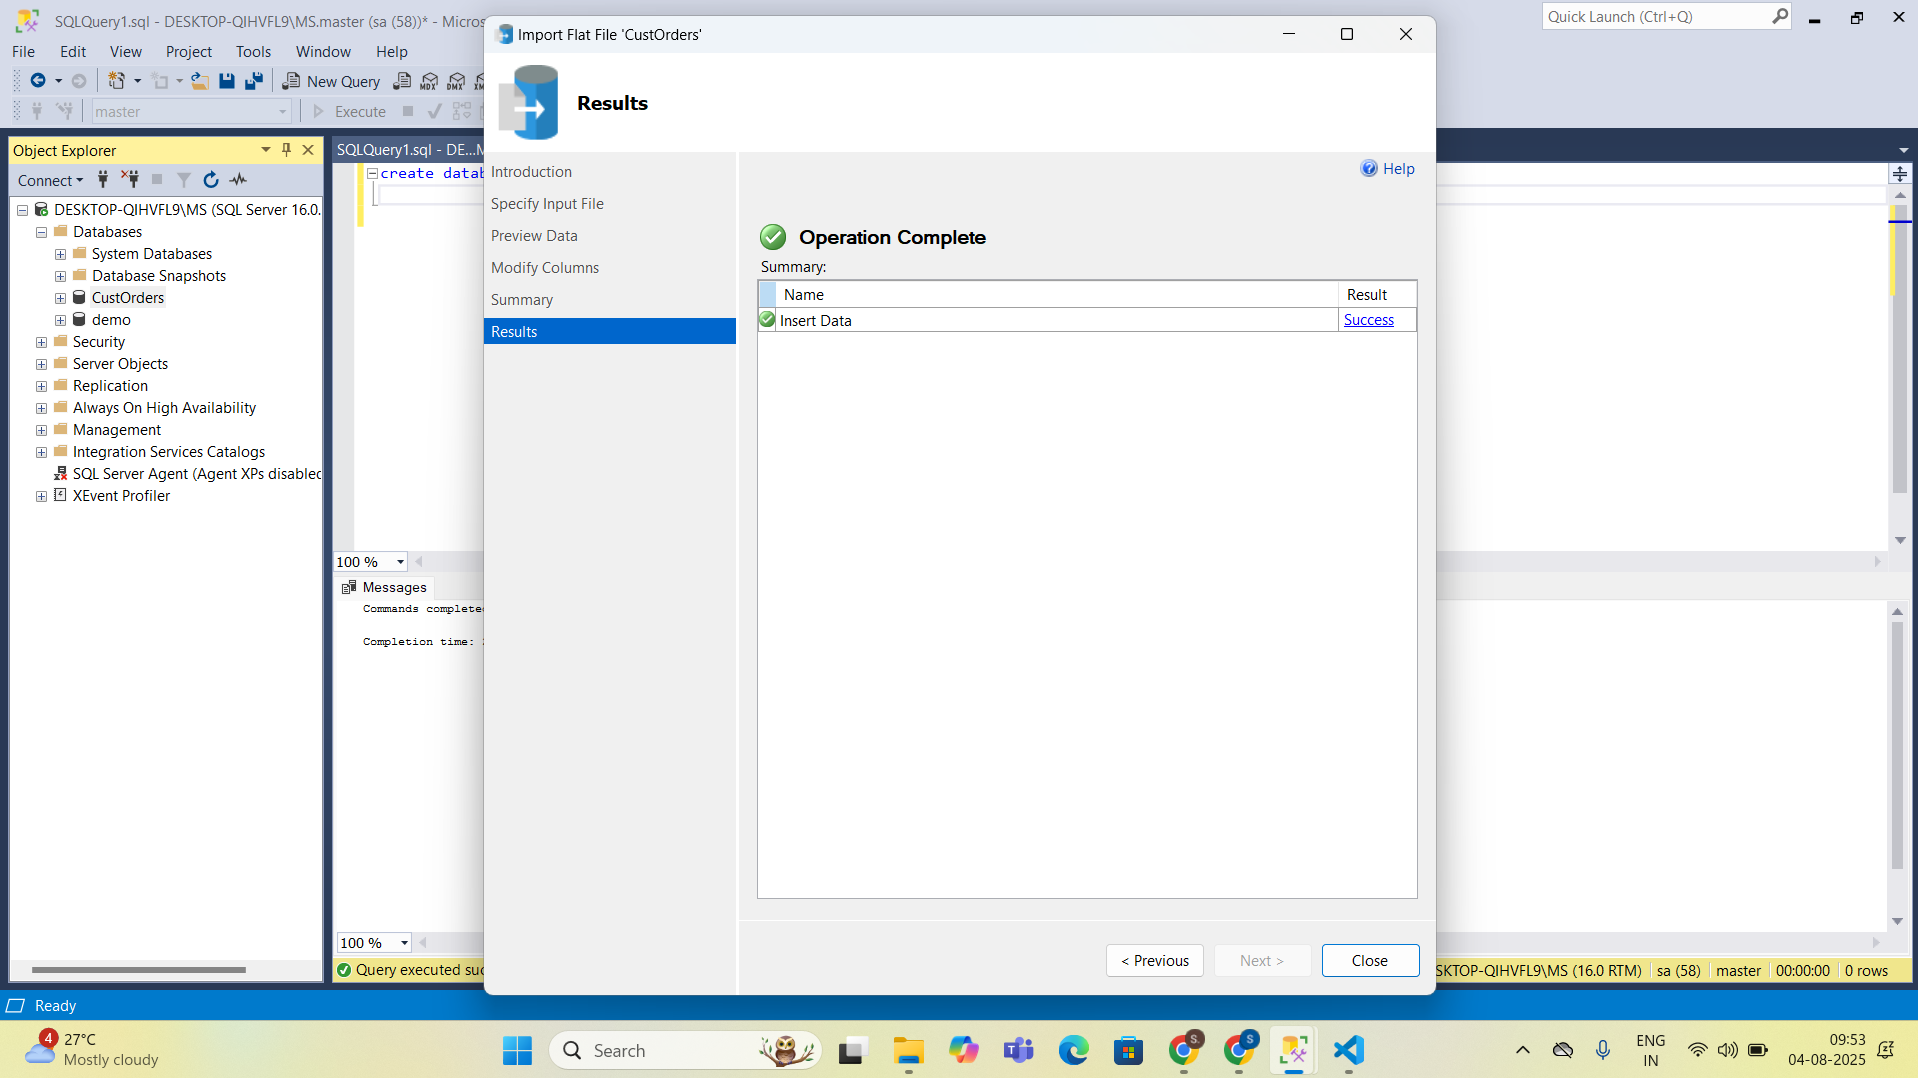 SQLQuery1.sql - DESKTOP-QIHVFL9\MS.master (sa (58))* - Micros
Quick Launch (Ctrl+Q)
File Edit View Project Tools Window Help
New Query
MDX DMX
master
Execute
Import Flat File 'CustOrders'
Results
Introduction
Specify Input File
Preview Data
Modify Columns
Summary
Results
Help
Operation Complete
Summary:
Name Result
Insert Data Success
< Previous Next > Close
Object Explorer
Connect
DESKTOP-QIHVFL9\MS (SQL Server 16.0.
Databases
System Databases
Database Snapshots
CustOrders
demo
Security
Server Objects
Replication
Always On High Availability
Management
Integration Services Catalogs
SQL Server Agent (Agent XPs disabled
XEvent Profiler
SQLQuery1.sql - DE...M
create datab
100 %
Messages
Commands completed
Completion time:
100 %
Query executed suc
SKTOP-QIHVFL9\MS (16.0 RTM) sa (58) master 00:00:00 0 rows
Ready
4
27°C
Mostly cloudy
Search
S.
S
ENG
IN
09:53
04-08-2025